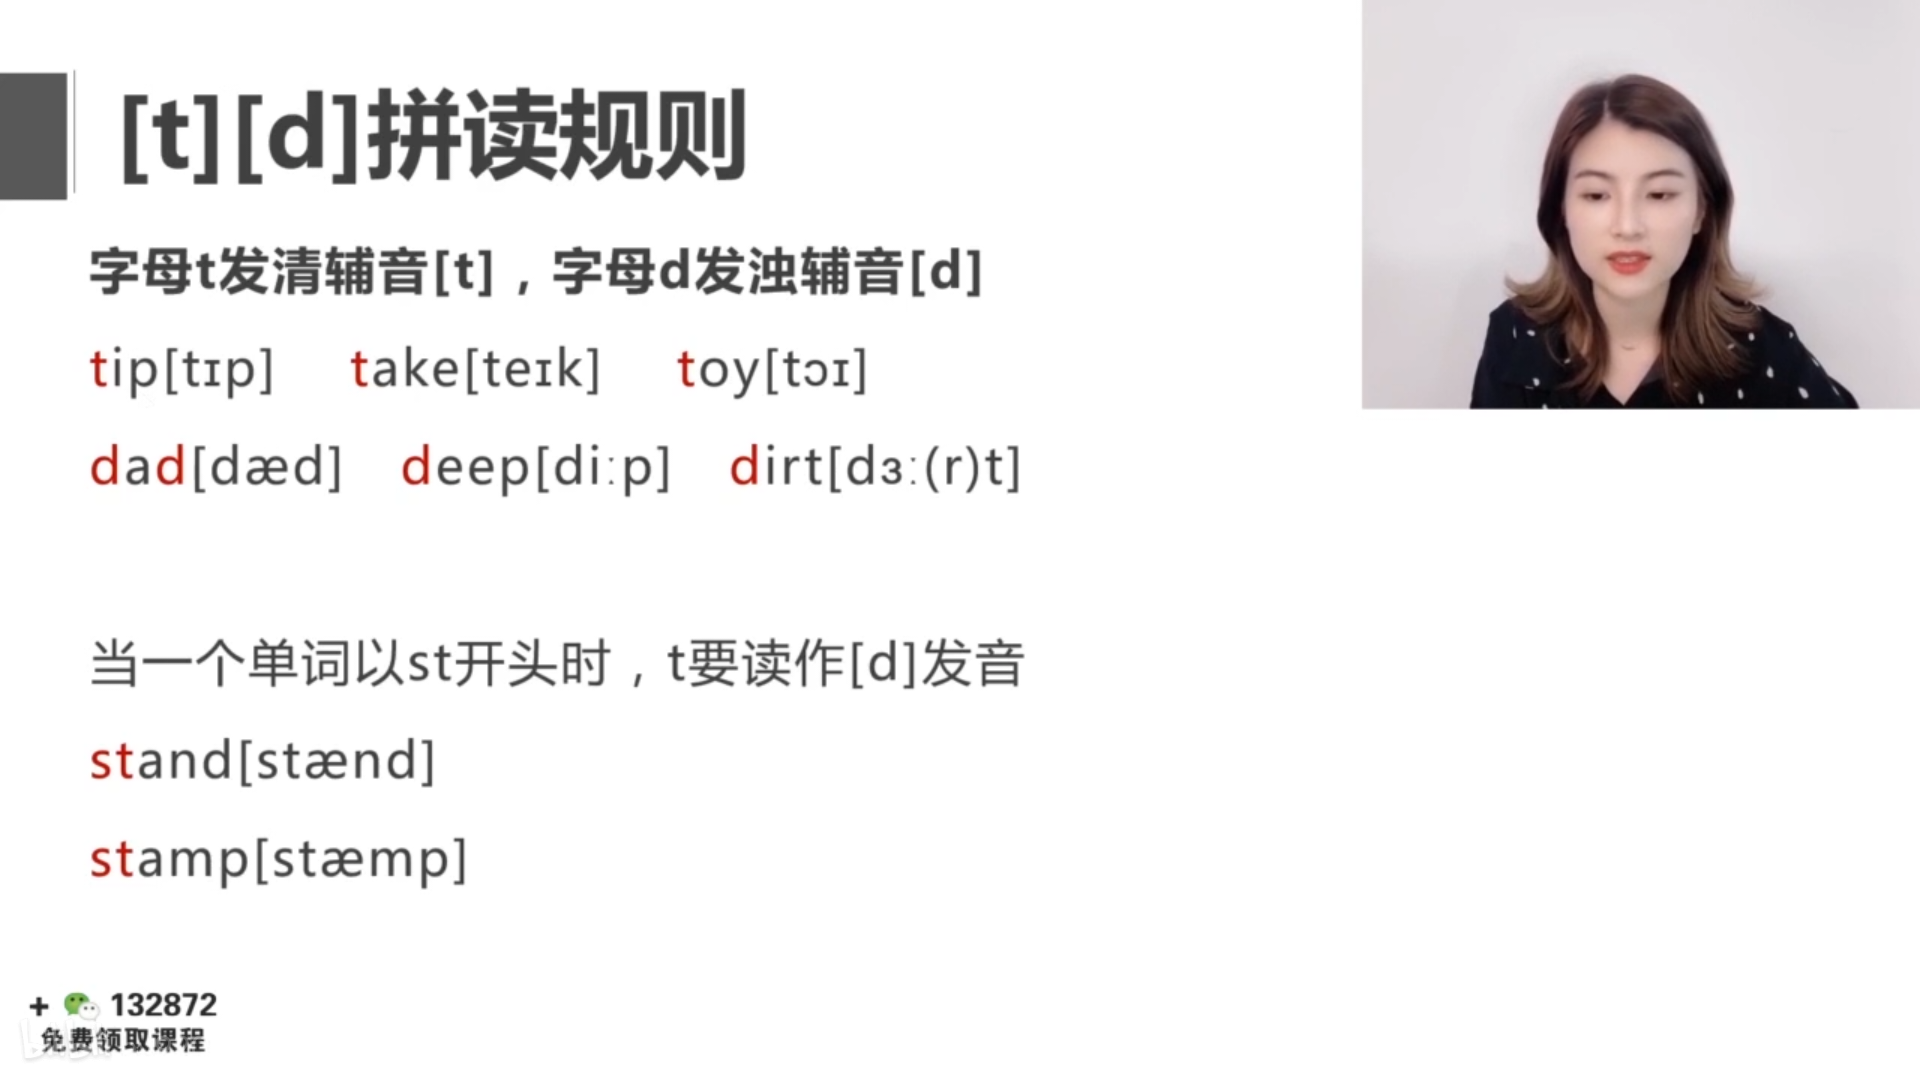 [t][d]拼读规则
字母t发清辅音[t]，字母d发浊辅音[d]
tip[tɪp] take[teɪk] toy[tɔɪ]
dad[dæd] deep[diːp] dirt[dɜː(r)t]
当一个单词以st开头时，t要读作[d]发音
stand[stænd]
stamp[stæmp]
+ 132872
免费领取课程